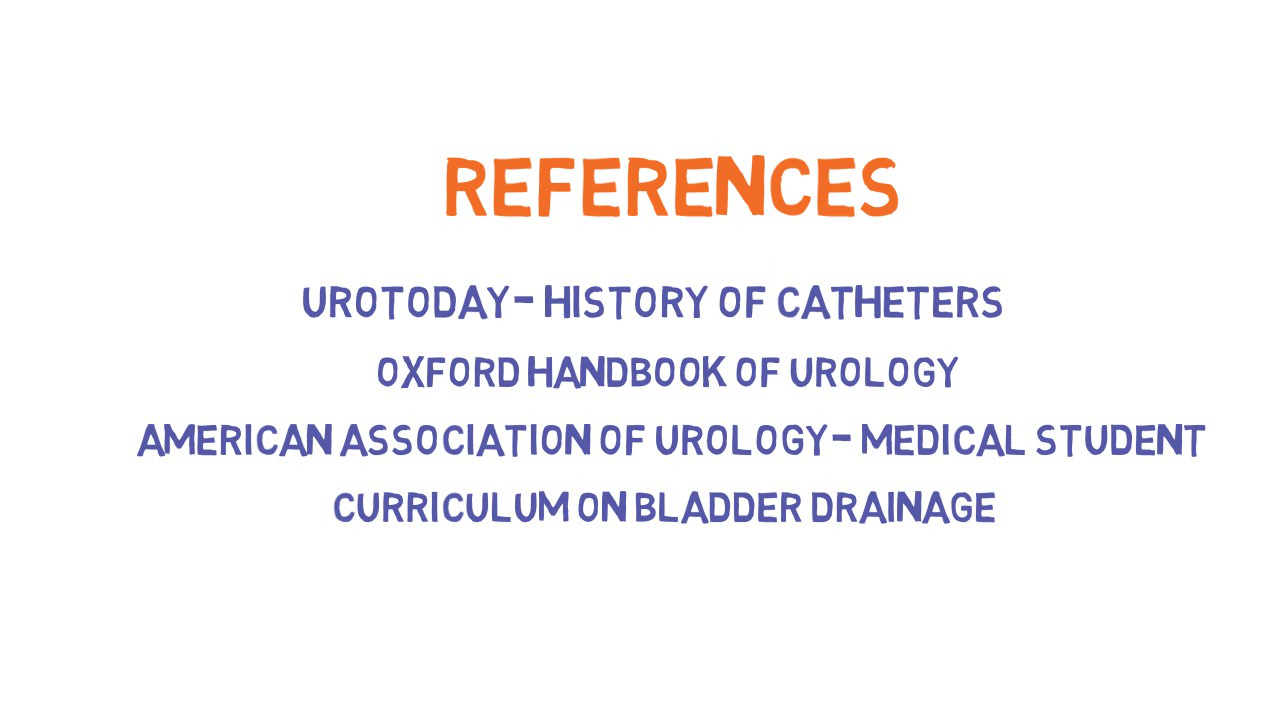 REFERENCES
UROTODAY- HISTORY OF CATHETERS
OXFORD HANDBOOK OF UROLOGY
AMERICAN ASSOCIATION OF UROLOGY- MEDICAL STUDENT
CURRICULUM ON BLADDER DRAINAGE